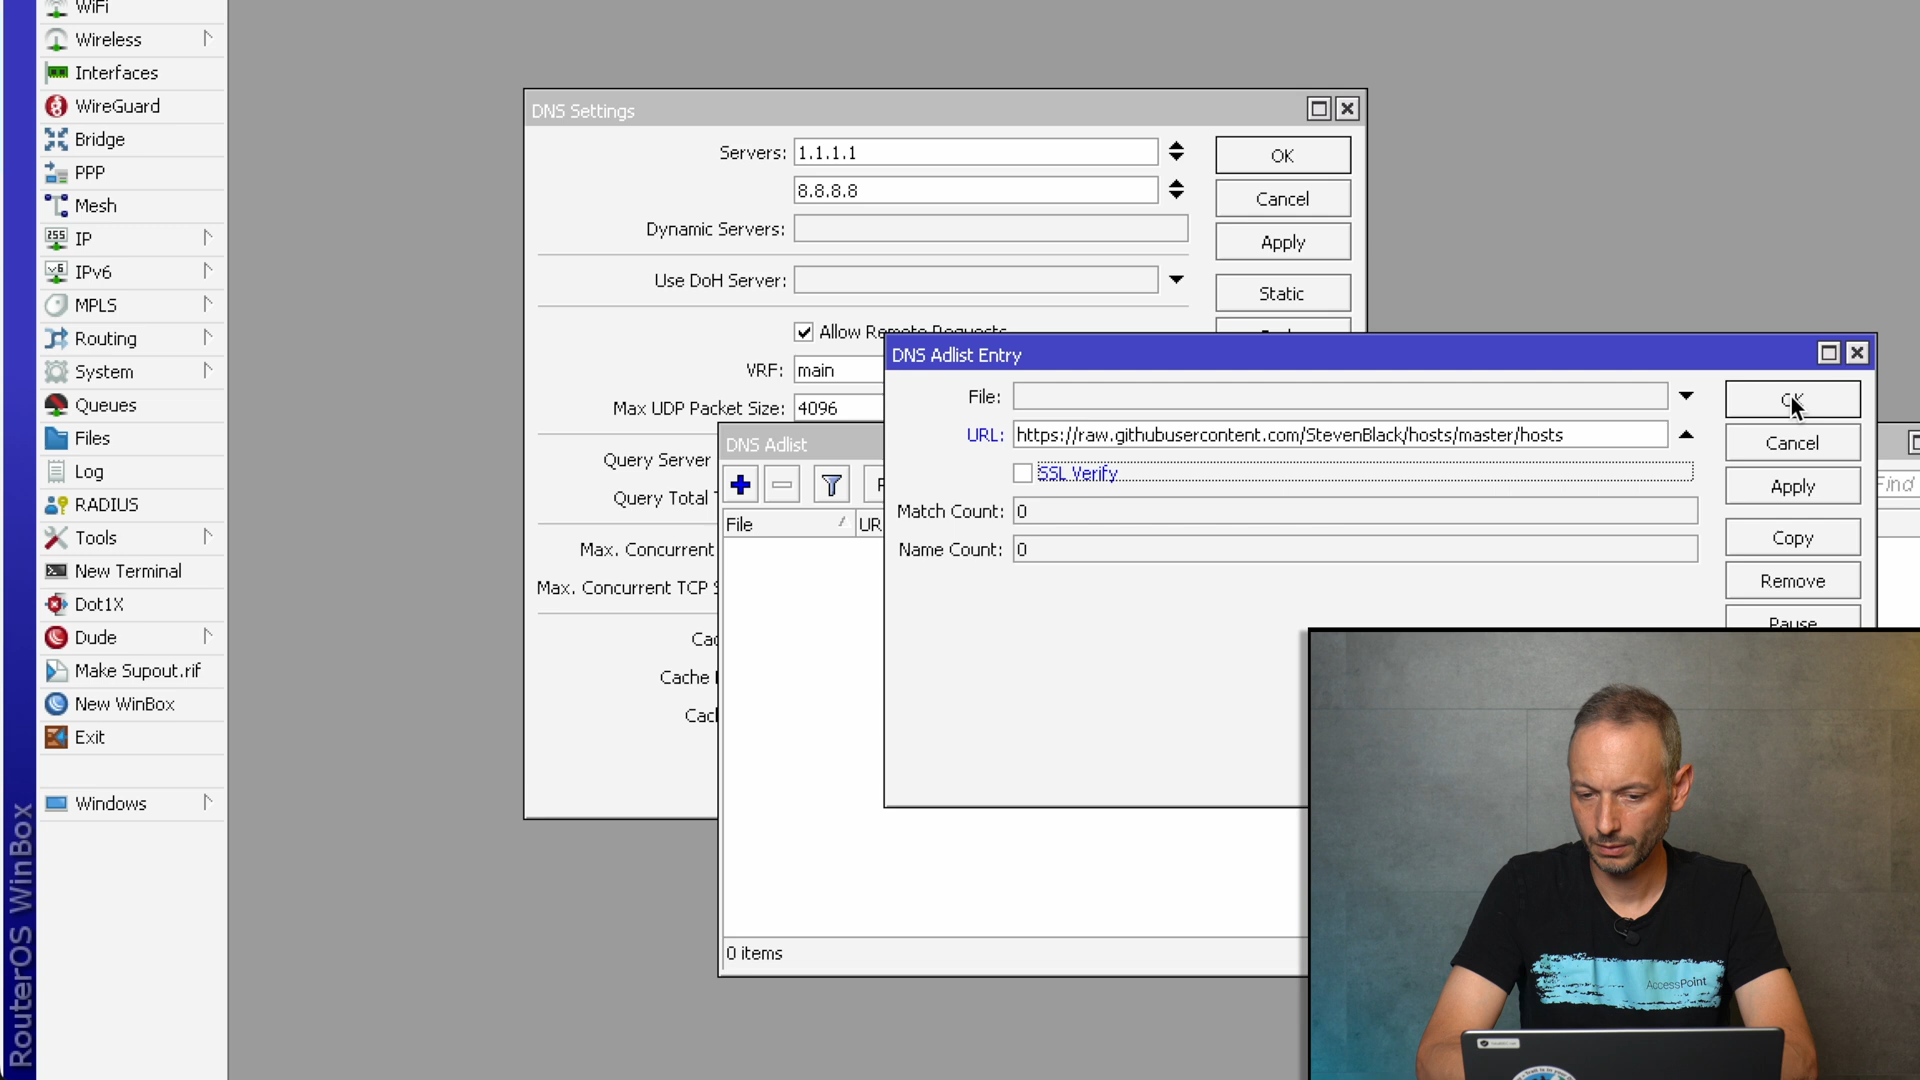 WiFi
Wireless
Interfaces
WireGuard
Bridge
PPP
Mesh
IP
IPv6
MPLS
Routing
System
Queues
Files
Log
RADIUS
Tools
New Terminal
Dot1X
Dude
Make Supout.rif
New WinBox
Exit
Windows
RouterOS WinBox
DNS Settings
Servers: 1.1.1.1
8.8.8.8
Dynamic Servers:
Use DoH Server:
Allow Remote Requests
VRF: main
Max UDP Packet Size: 4096
Query Server
Query Total
Max. Concurrent
Max. Concurrent TCP S
Cache
OK
Cancel
Apply
Static
DNS Adlist
File
UR
Find
0 items
DNS Adlist Entry
File:
URL: https://raw.githubusercontent.com/StevenBlack/hosts/master/hosts
SSL Verify
Match Count: 0
Name Count: 0
OK
Cancel
Apply
Copy
Remove
Pause
AccessPoint